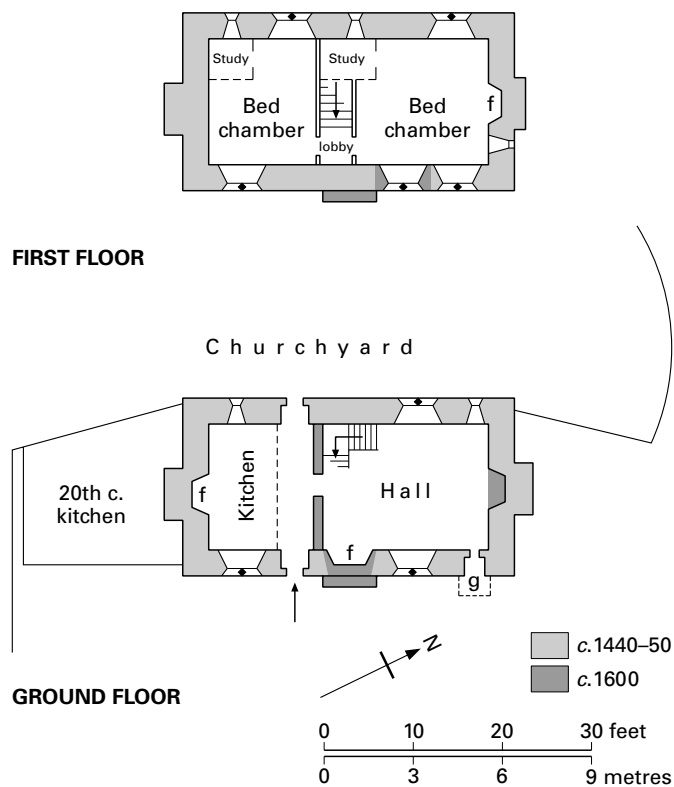 Study
Study
Bed
chamber
Bed
chamber
f
lobby
FIRST FLOOR
Churchyard
20th c.
kitchen
f
Kitchen
Hall
f
g
N
c.1440–50
c.1600
GROUND FLOOR
0 10 20 30 feet
0 3 6 9 metres